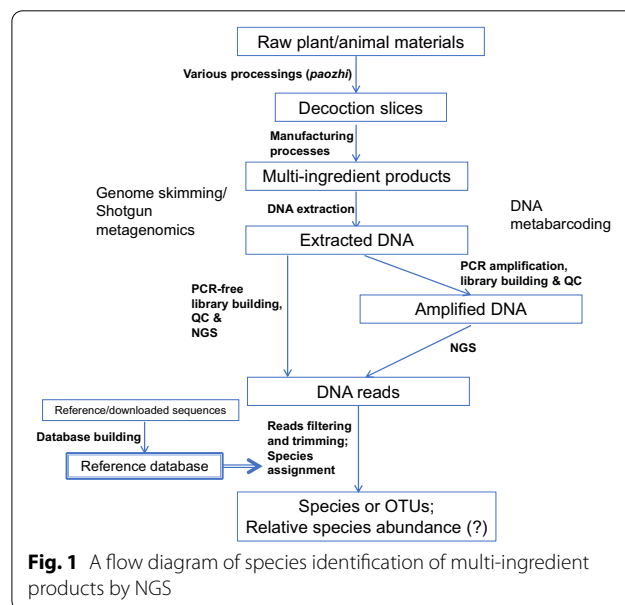 Raw plant/animal materials
Various processings (paozhi)
Decoction slices
Manufacturing
processes
Multi-ingredient products
Genome skimming/
Shotgun
metagenomics
DNA
metabarcoding
DNA extraction
Extracted DNA
PCR-free
library building,
QC &
NGS
PCR amplification,
library building & QC
Amplified DNA
NGS
DNA reads
Reference/downloaded sequences
Database building
Reference database
Reads filtering
and trimming;
Species
assignment
Species or OTUs;
Relative species abundance (?)
Fig. 1 A flow diagram of species identification of multi-ingredient
products by NGS